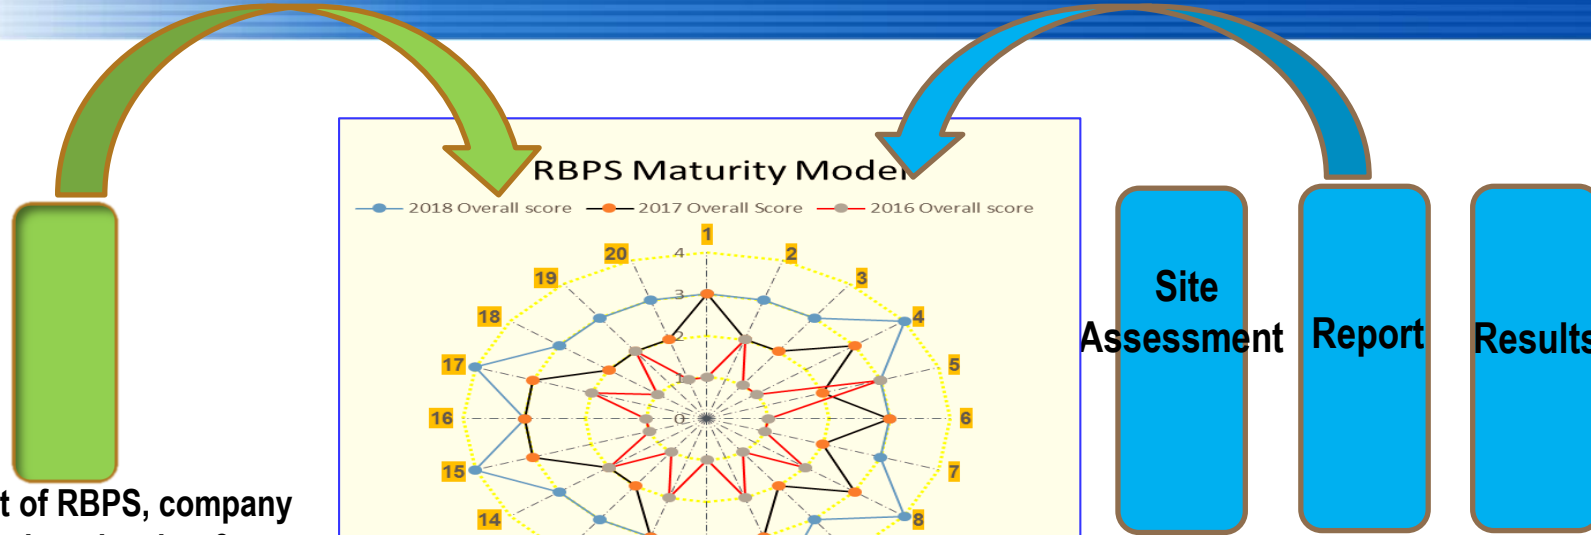 RBPS Maturity Model
2018 Overall score 2017 Overall Score 2016 Overall score
1
20 4 2
19 3 3
18 2 4
17 1 5
16 0 6
15 7
14 8
Site
Assessment
Report
Results
t of RBPS, company